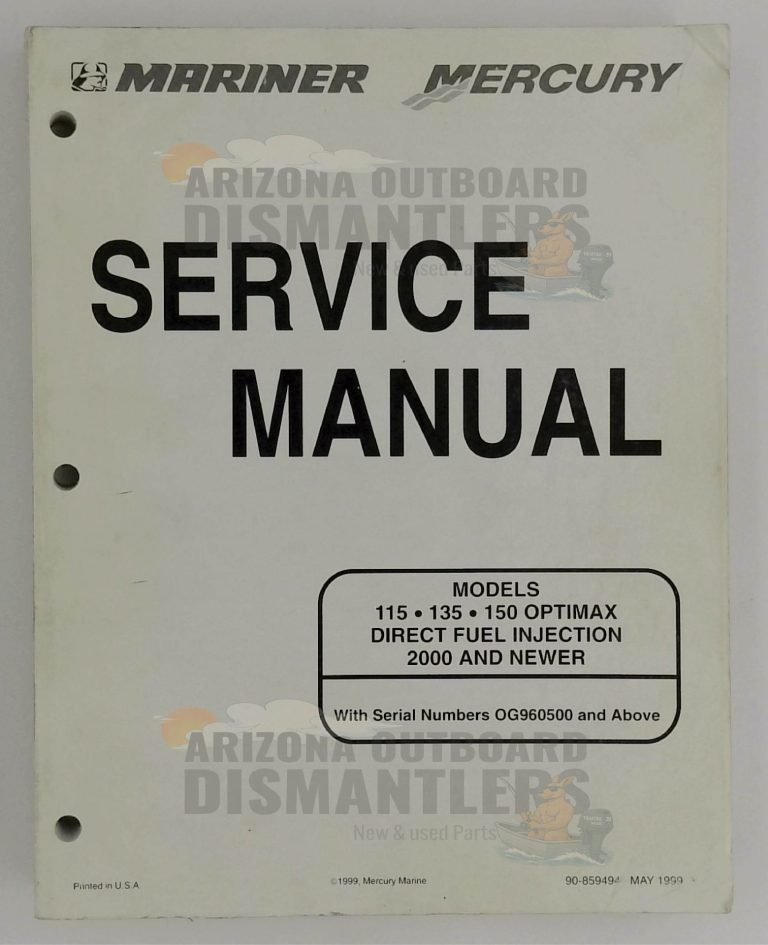 MARINER MERCURY
ARIZONA OUTBOARD
DISMANTLERS
New & used Parts
SERVICE
MANUAL
MODELS
115 • 135 • 150 OPTIMAX
DIRECT FUEL INJECTION
2000 AND NEWER
With Serial Numbers OG960500 and Above
ARIZONA OUTBOARD
DISMANTLERS
New & used Parts
Printed in U.S.A. ©1999, Mercury Marine 90-859494 MAY 1999